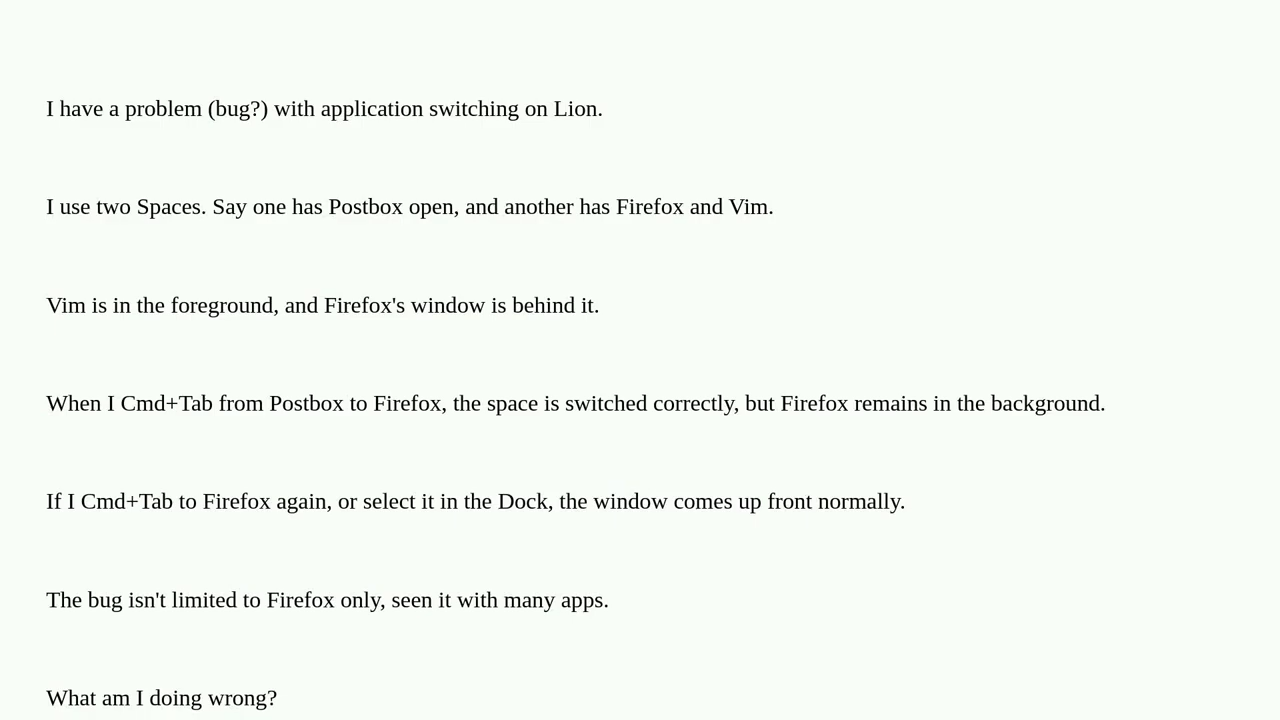 I have a problem (bug?) with application switching on Lion.
I use two Spaces. Say one has Postbox open, and another has Firefox and Vim.
Vim is in the foreground, and Firefox's window is behind it.
When I Cmd+Tab from Postbox to Firefox, the space is switched correctly, but Firefox remains in the background.
If I Cmd+Tab to Firefox again, or select it in the Dock, the window comes up front normally.
The bug isn't limited to Firefox only, seen it with many apps.
What am I doing wrong?